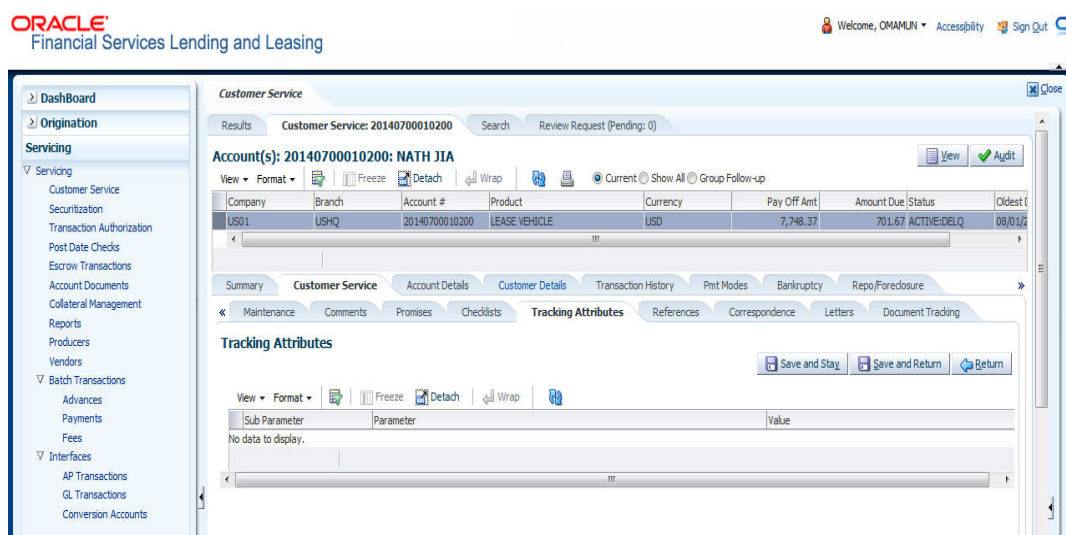 ORACLE
Financial Services Lending and Leasing
Welcome, OMAMUN Accessibility Sign Out
Close
DashBoard
Origination
Servicing
Servicing
Customer Service
Securitization
Transaction Authorization
Post Date Checks
Escrow Transactions
Account Documents
Collateral Management
Reports
Producers
Vendors
Batch Transactions
Advances
Payments
Fees
Interfaces
AP Transactions
GL Transactions
Conversion Accounts
Customer Service
Results Customer Service: 20140700010200 Search Review Request (Pending: 0)
Account(s): 20140700010200: NATH JIA
View Audit
View Format Freeze Detach Wrap Current Show All Group Follow-up
Company Branch Account # Product Currency Pay Off Amt Amount Due Status Oldest
US01 USHQ 20140700010200 LEASE VEHICLE USD 7,748.37 701.67 ACTIVE:DELQ 08/01/2
Summary Customer Service Account Details Customer Details Transaction History Pmt Modes Bankruptcy Repo/Foreclosure »
« Maintenance Comments Promises Checklists Tracking Attributes References Correspondence Letters Document Tracking
Tracking Attributes
Save and Stay Save and Return Return
View Format Freeze Detach Wrap
Sub Parameter Parameter Value
No data to display.